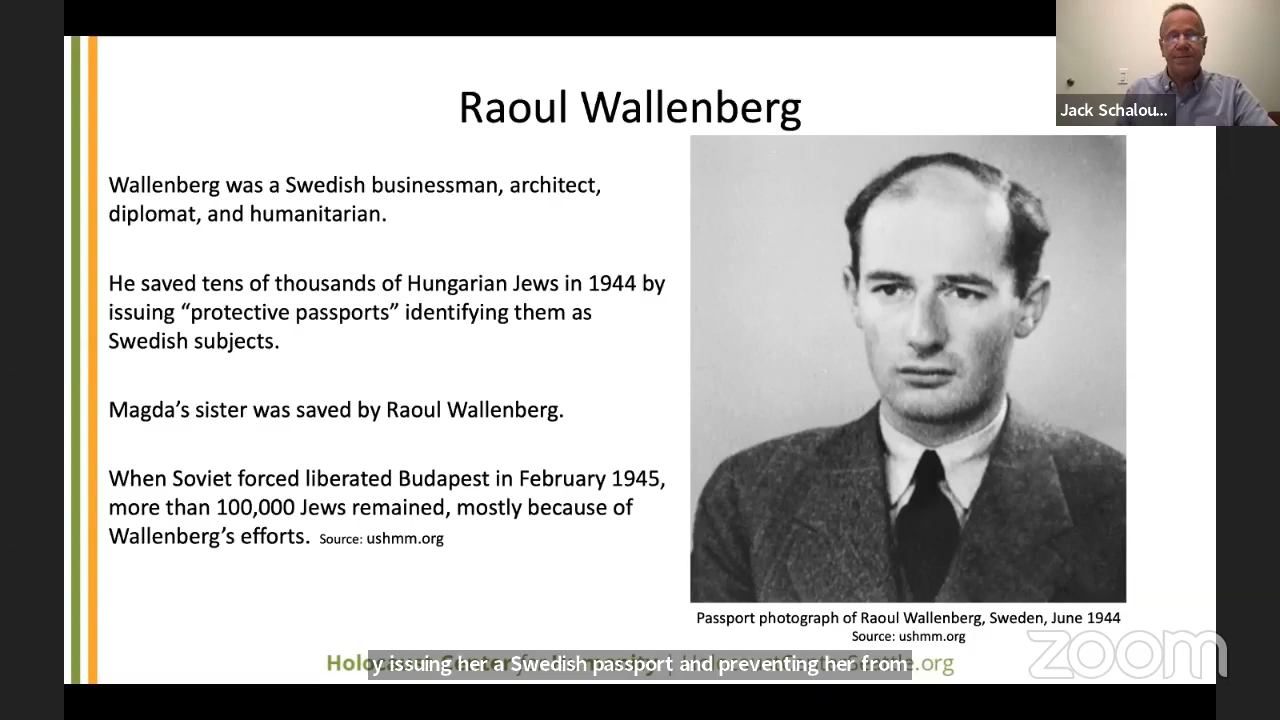 Raoul Wallenberg
Jack Schalou...
Wallenberg was a Swedish businessman, architect,
diplomat, and humanitarian.
He saved tens of thousands of Hungarian Jews in 1944 by
issuing “protective passports” identifying them as
Swedish subjects.
Magda’s sister was saved by Raoul Wallenberg.
When Soviet forced liberated Budapest in February 1945,
more than 100,000 Jews remained, mostly because of
Wallenberg’s efforts. Source: ushmm.org
Passport photograph of Raoul Wallenberg, Sweden, June 1944
Source: ushmm.org
y issuing her a Swedish passport and preventing her from
zoom